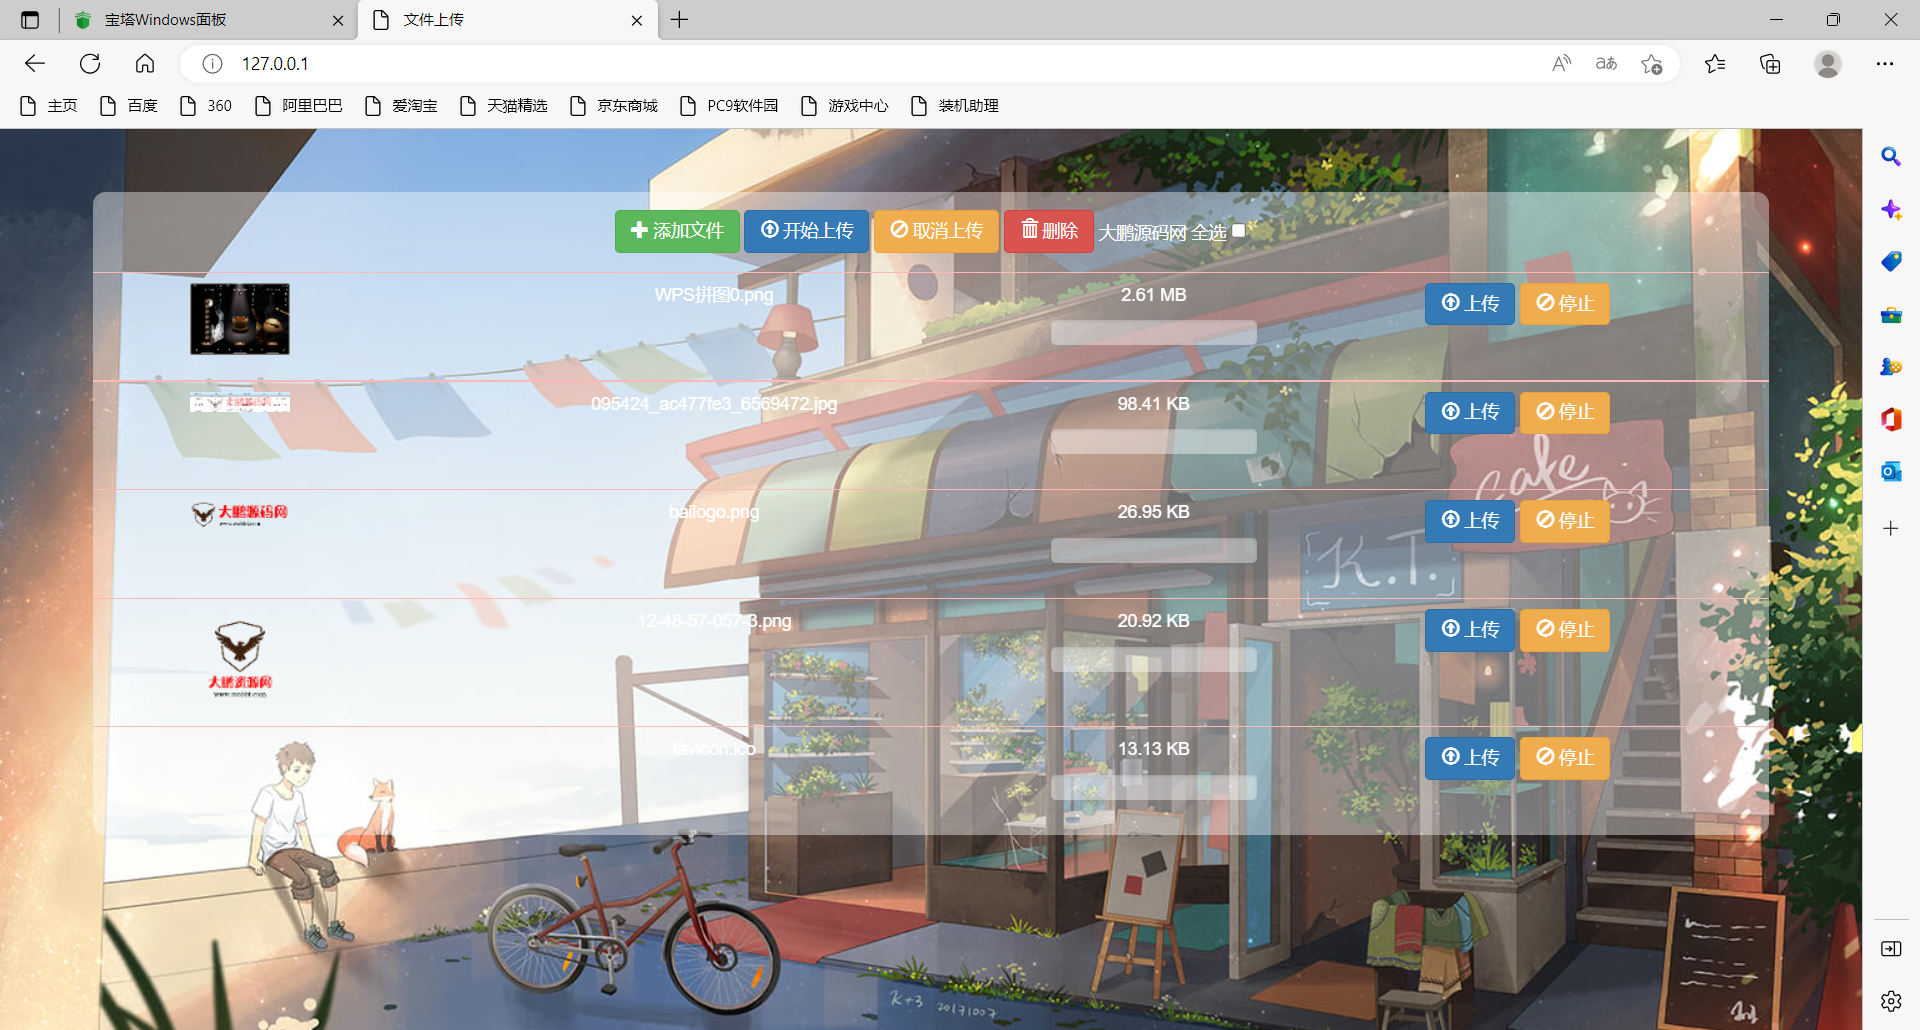 宝塔Windows面板
文件上传
127.0.0.1
主页 百度 360 阿里巴巴 爱淘宝 天猫精选 京东商城 PC9软件园 游戏中心 装机助理
添加文件 开始上传 取消上传 删除 大鹏源码网 全选
WPS拼图0.png 2.61 MB 上传 停止
095424_ac477fe3_6569472.jpg 98.41 KB 上传 停止
大鹏源码网
bailogo.png 26.95 KB 上传 停止
Cafe
K.T.
12-48-57-057-3.png 20.92 KB 上传 停止
大鹏资源网
favicon.ico 13.13 KB 上传 停止
K+3 20171007